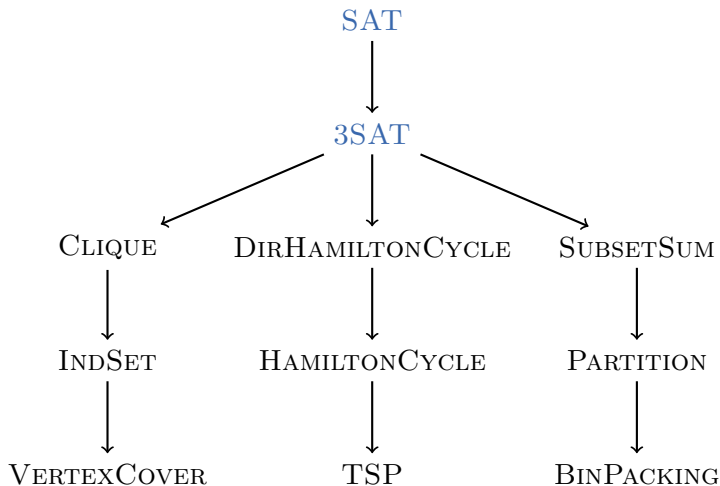 SAT
3SAT
CLIQUE DIRHAMILTONCYCLE SUBSETSUM
INDSET HAMILTONCYCLE PARTITION
VERTEXCOVER TSP BINPACKING